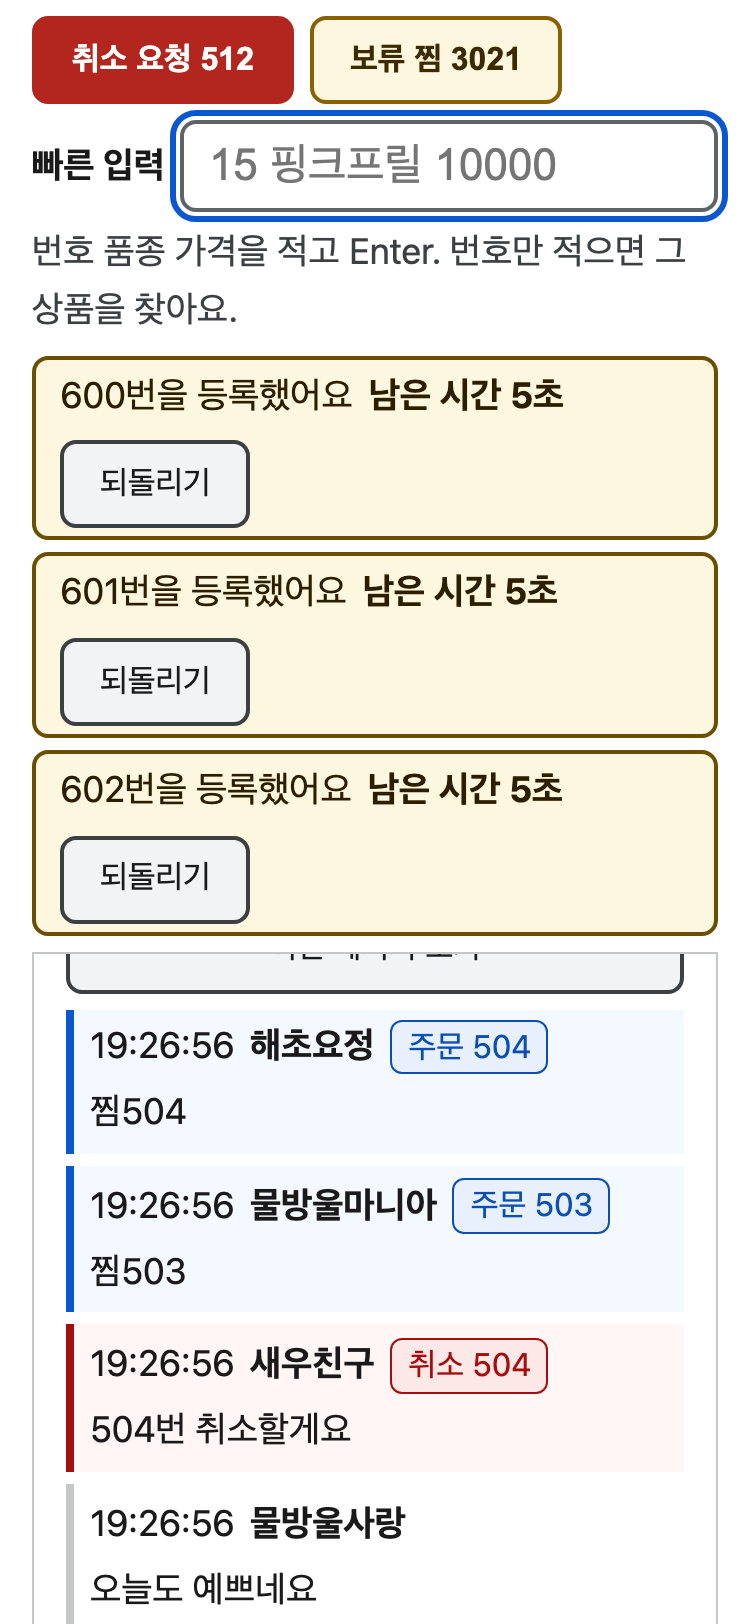 취소 요청 512
보류 찜 3021
빠른 입력
15 핑크프릴 10000
번호 품종 가격을 적고 Enter. 번호만 적으면 그
상품을 찾아요.
600번을 등록했어요 남은 시간 5초
되돌리기
601번을 등록했어요 남은 시간 5초
되돌리기
602번을 등록했어요 남은 시간 5초
되돌리기
19:26:56 해초요정 주문 504
찜504
19:26:56 물방울마니아 주문 503
찜503
19:26:56 새우친구 취소 504
504번 취소할게요
19:26:56 물방울사랑
오늘도 예쁘네요